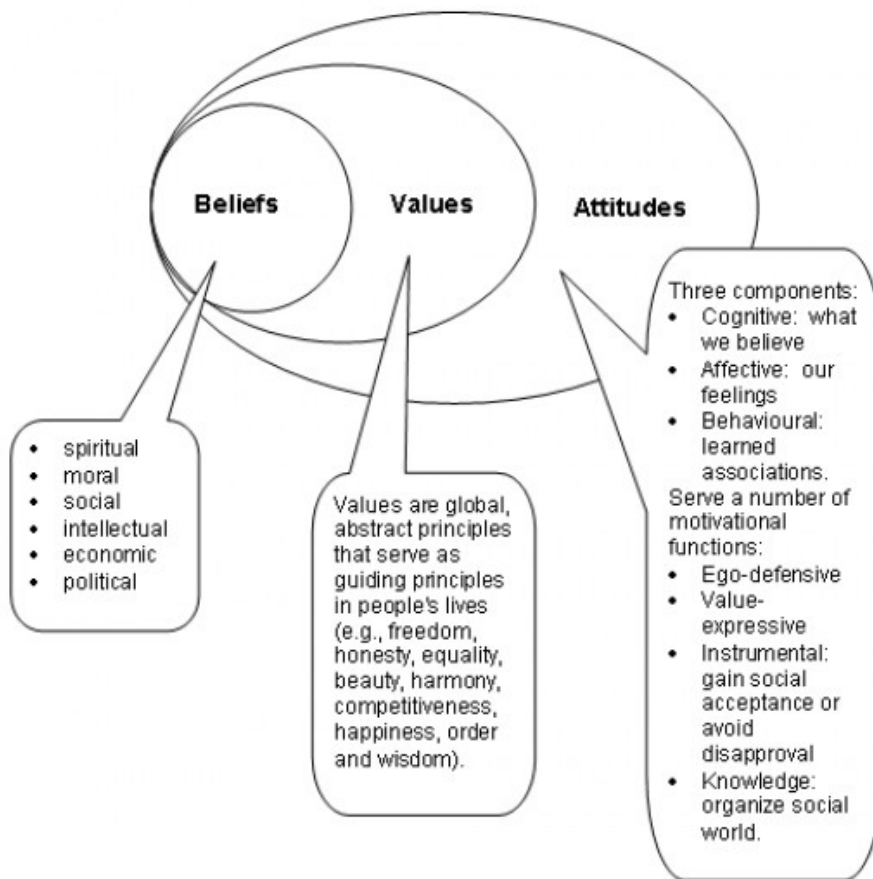 Beliefs
Values
Attitudes
• spiritual
• moral
• social
• intellectual
• economic
• political
Values are global,
abstract principles
that serve as
guiding principles
in people's lives
(e.g., freedom,
honesty, equality,
beauty, harmony,
competitiveness,
happiness, order
and wisdom).
Three components:
• Cognitive: what
we believe
• Affective: our
feelings
• Behavioural:
learned
associations.
Serve a number of
motivational
functions:
• Ego-defensive
• Value-
expressive
• Instrumental:
gain social
acceptance or
avoid
disapproval
• Knowledge:
organize social
world.